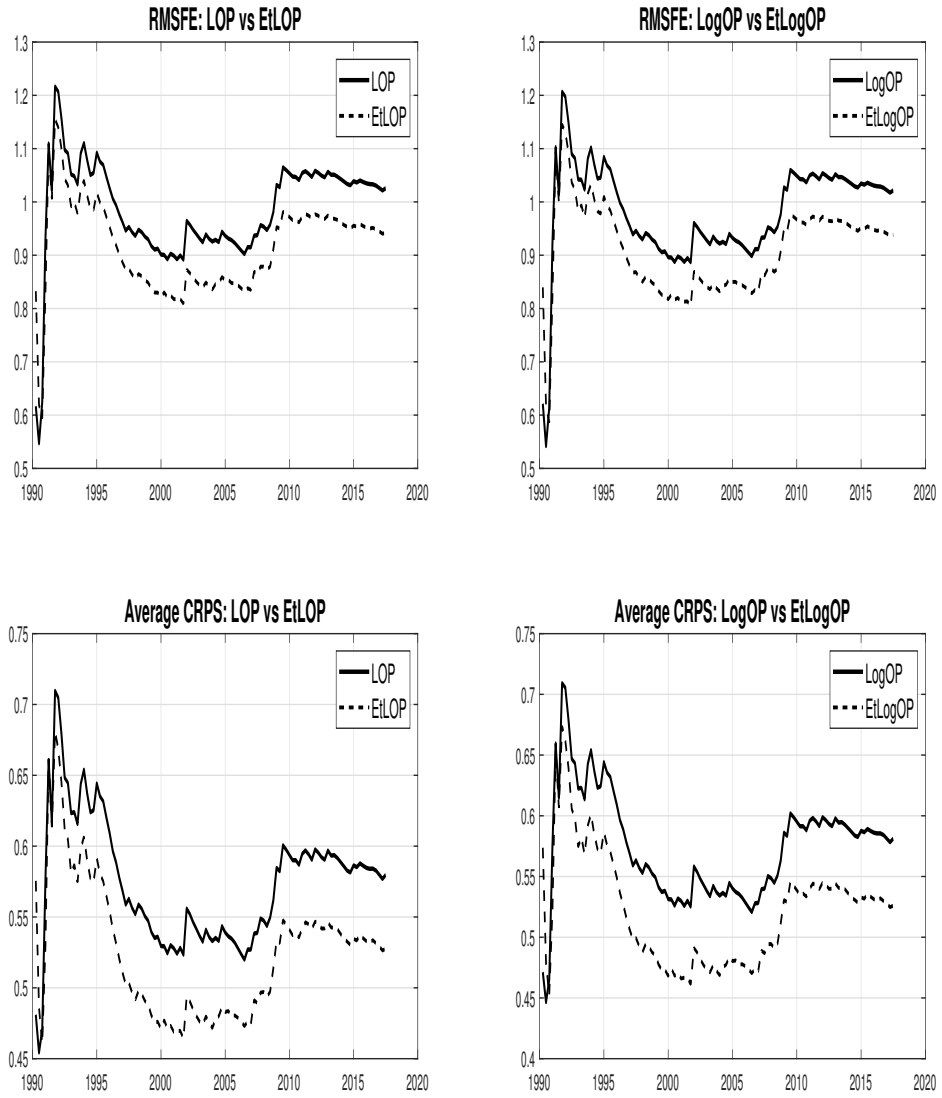 RMSFE: LOP vs EtLOP
1.3
1.2
1.1
1
0.9
0.8
0.7
0.6
0.5
1990 1995 2000 2005 2010 2015 2020
LOP
EtLOP
RMSFE: LogOP vs EtLogOP
1.3
1.2
1.1
1
0.9
0.8
0.7
0.6
0.5
1990 1995 2000 2005 2010 2015 2020
LogOP
EtLogOP
Average CRPS: LOP vs EtLOP
0.75
0.7
0.65
0.6
0.55
0.5
0.45
1990 1995 2000 2005 2010 2015 2020
LOP
EtLOP
Average CRPS: LogOP vs EtLogOP
0.75
0.7
0.65
0.6
0.55
0.5
0.45
0.4
1990 1995 2000 2005 2010 2015 2020
LogOP
EtLogOP